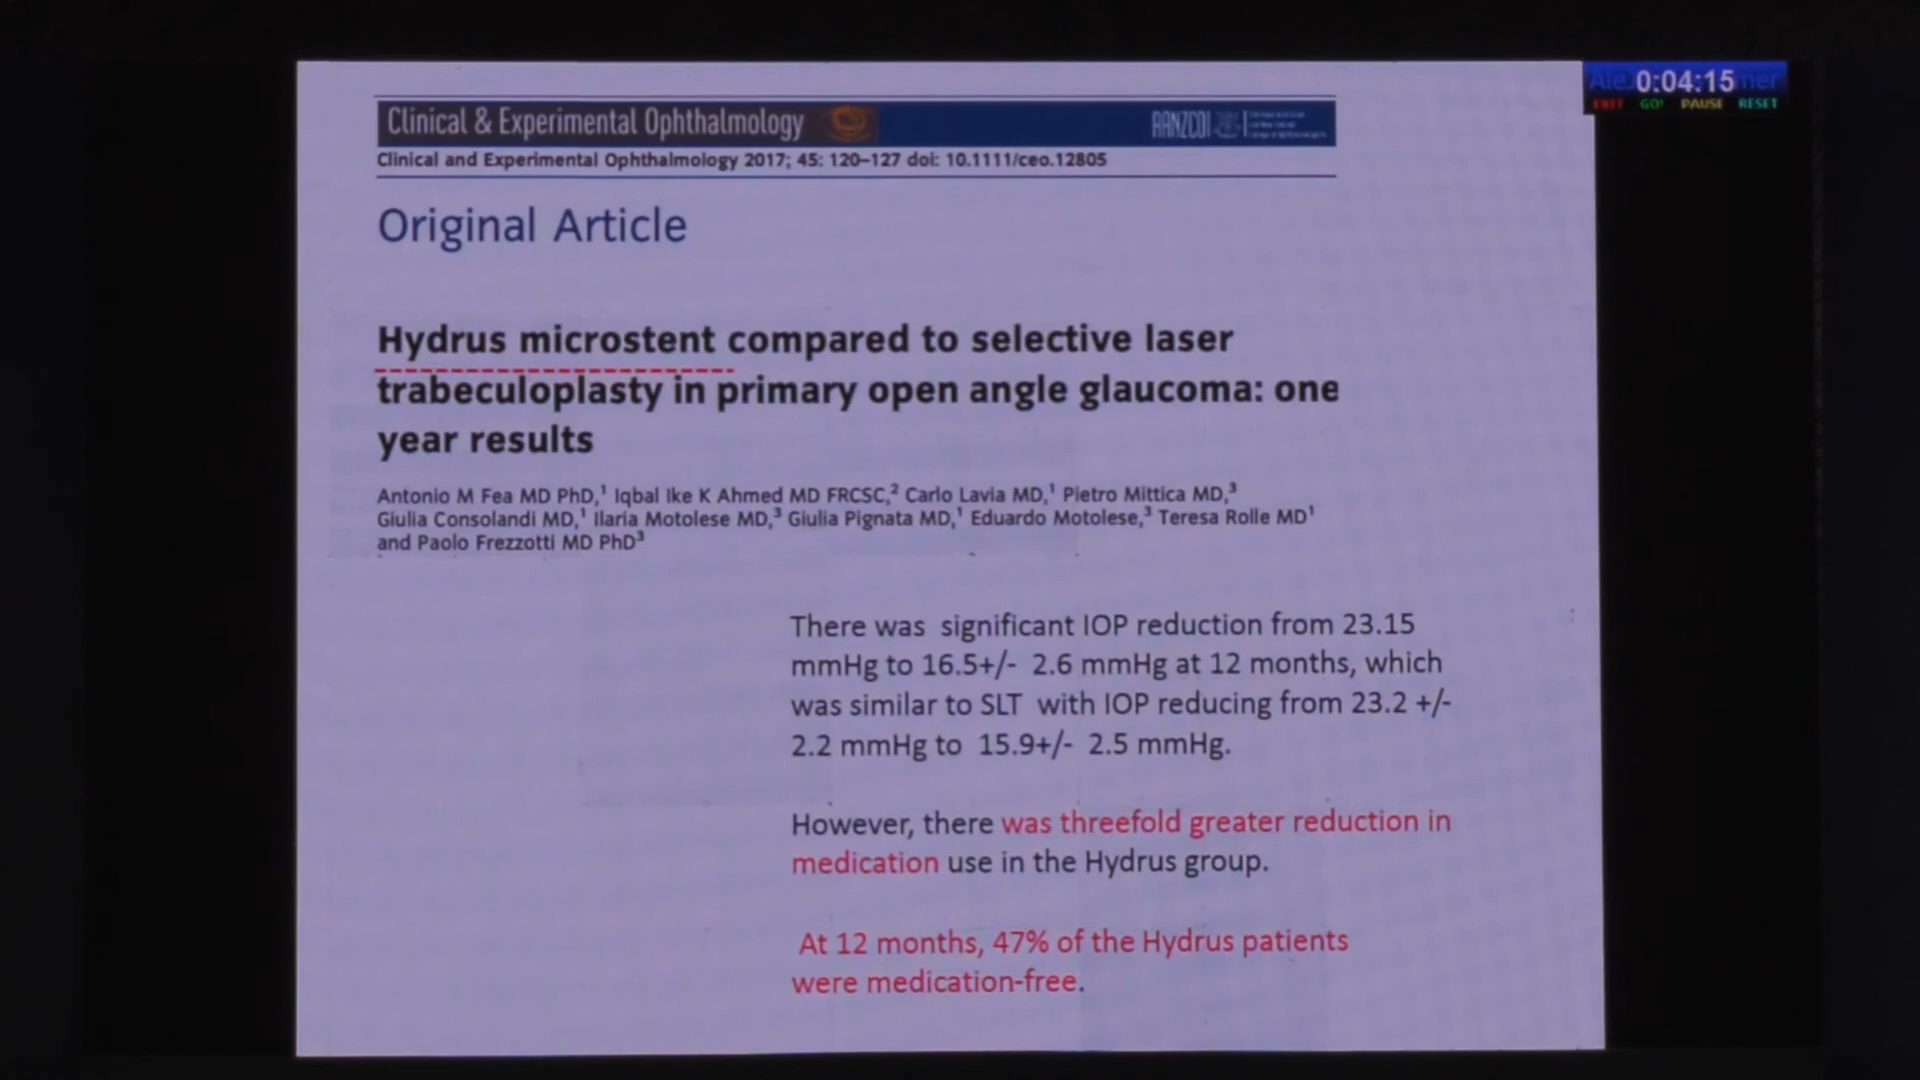 Ale 0:04:15 mer
EXIT GO! PAUSE RESET
Clinical & Experimental Ophthalmology RANZCO
Clinical and Experimental Ophthalmology 2017; 45: 120–127 doi: 10.1111/ceo.12805
Original Article
Hydrus microstent compared to selective laser
trabeculoplasty in primary open angle glaucoma: one
year results
Antonio M Fea MD PhD,¹ Iqbal Ike K Ahmed MD FRCSC,² Carlo Lavia MD,¹ Pietro Mittica MD,³
Giulia Consolandi MD,¹ Ilaria Motolese MD,³ Giulia Pignata MD,¹ Eduardo Motolese,³ Teresa Rolle MD¹
and Paolo Frezzotti MD PhD³
There was significant IOP reduction from 23.15
mmHg to 16.5+/- 2.6 mmHg at 12 months, which
was similar to SLT with IOP reducing from 23.2 +/-
2.2 mmHg to 15.9+/- 2.5 mmHg.
However, there was threefold greater reduction in
medication use in the Hydrus group.
At 12 months, 47% of the Hydrus patients
were medication-free.